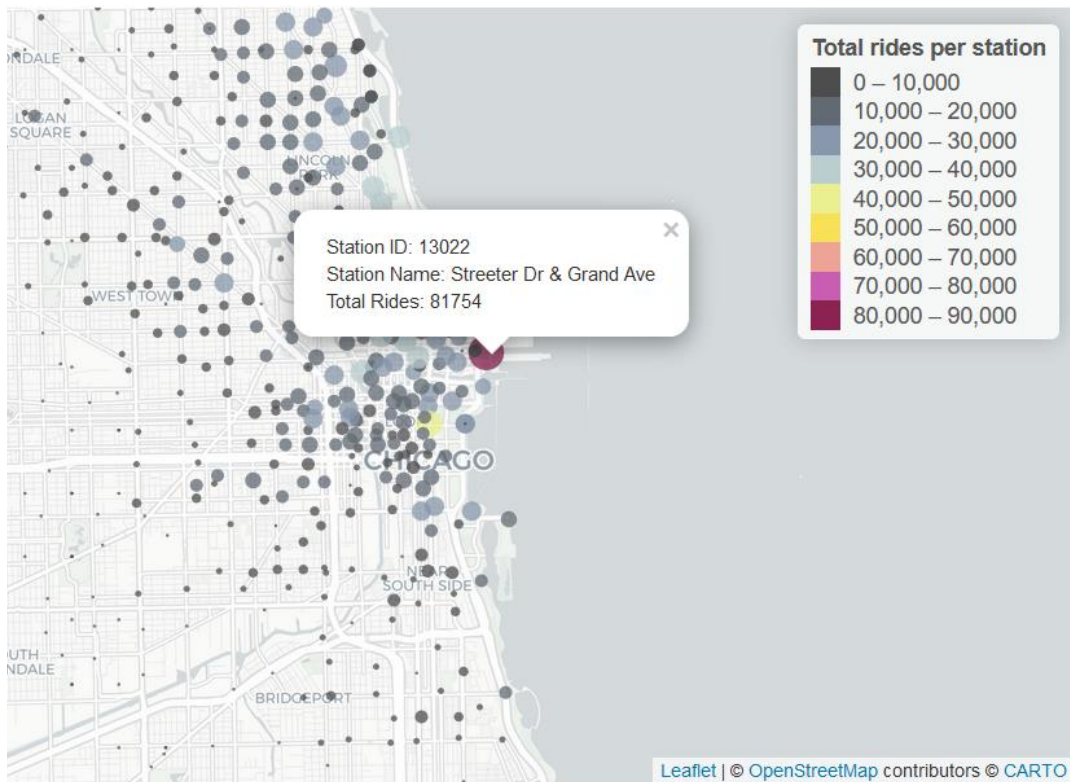 ONDALE
LOGAN
SQUARE
LINCOLN
PARK
Station ID: 13022
Station Name: Streeter Dr & Grand Ave
Total Rides: 81754
×
WEST TOWN
CHICAGO
NEAR
SOUTH SIDE
OUTH
NDALE
BRIDGEPORT
Total rides per station
0 – 10,000
10,000 – 20,000
20,000 – 30,000
30,000 – 40,000
40,000 – 50,000
50,000 – 60,000
60,000 – 70,000
70,000 – 80,000
80,000 – 90,000
Leaflet | © OpenStreetMap contributors © CARTO